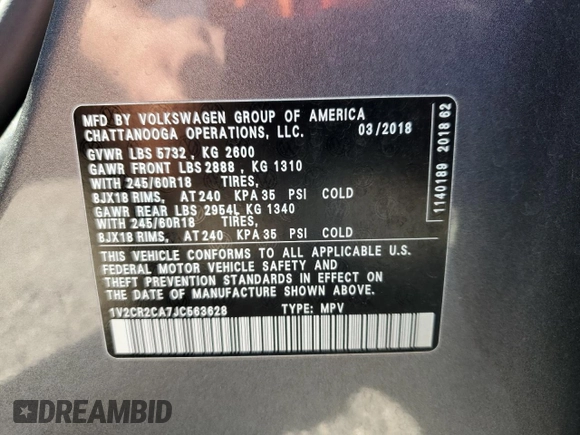 MFD BY VOLKSWAGEN GROUP OF AMERICA
CHATTANOOGA OPERATIONS, LLC. 03/2018
GVWR LBS 5732 , KG 2600
GAWR FRONT LBS 2888 , KG 1310
WITH 245/60R18 TIRES,
BJX18 RIMS, AT 240 KPA 35 PSI COLD
GAWR REAR LBS 2954L KG 1340
WITH 245/60R18 TIRES,
BJX18 RIMS, AT 240 KPA 35 PSI COLD
THIS VEHICLE CONFORMS TO ALL APPLICABLE U.S.
FEDERAL MOTOR VEHICLE SAFETY AND
THEFT PREVENTION STANDARDS IN EFFECT ON
THE DATE OF MANUFACTURE SHOWN ABOVE.
1V2CR2CA7JC563628 TYPE: MPV
1140189 2018 62
DREAMBID